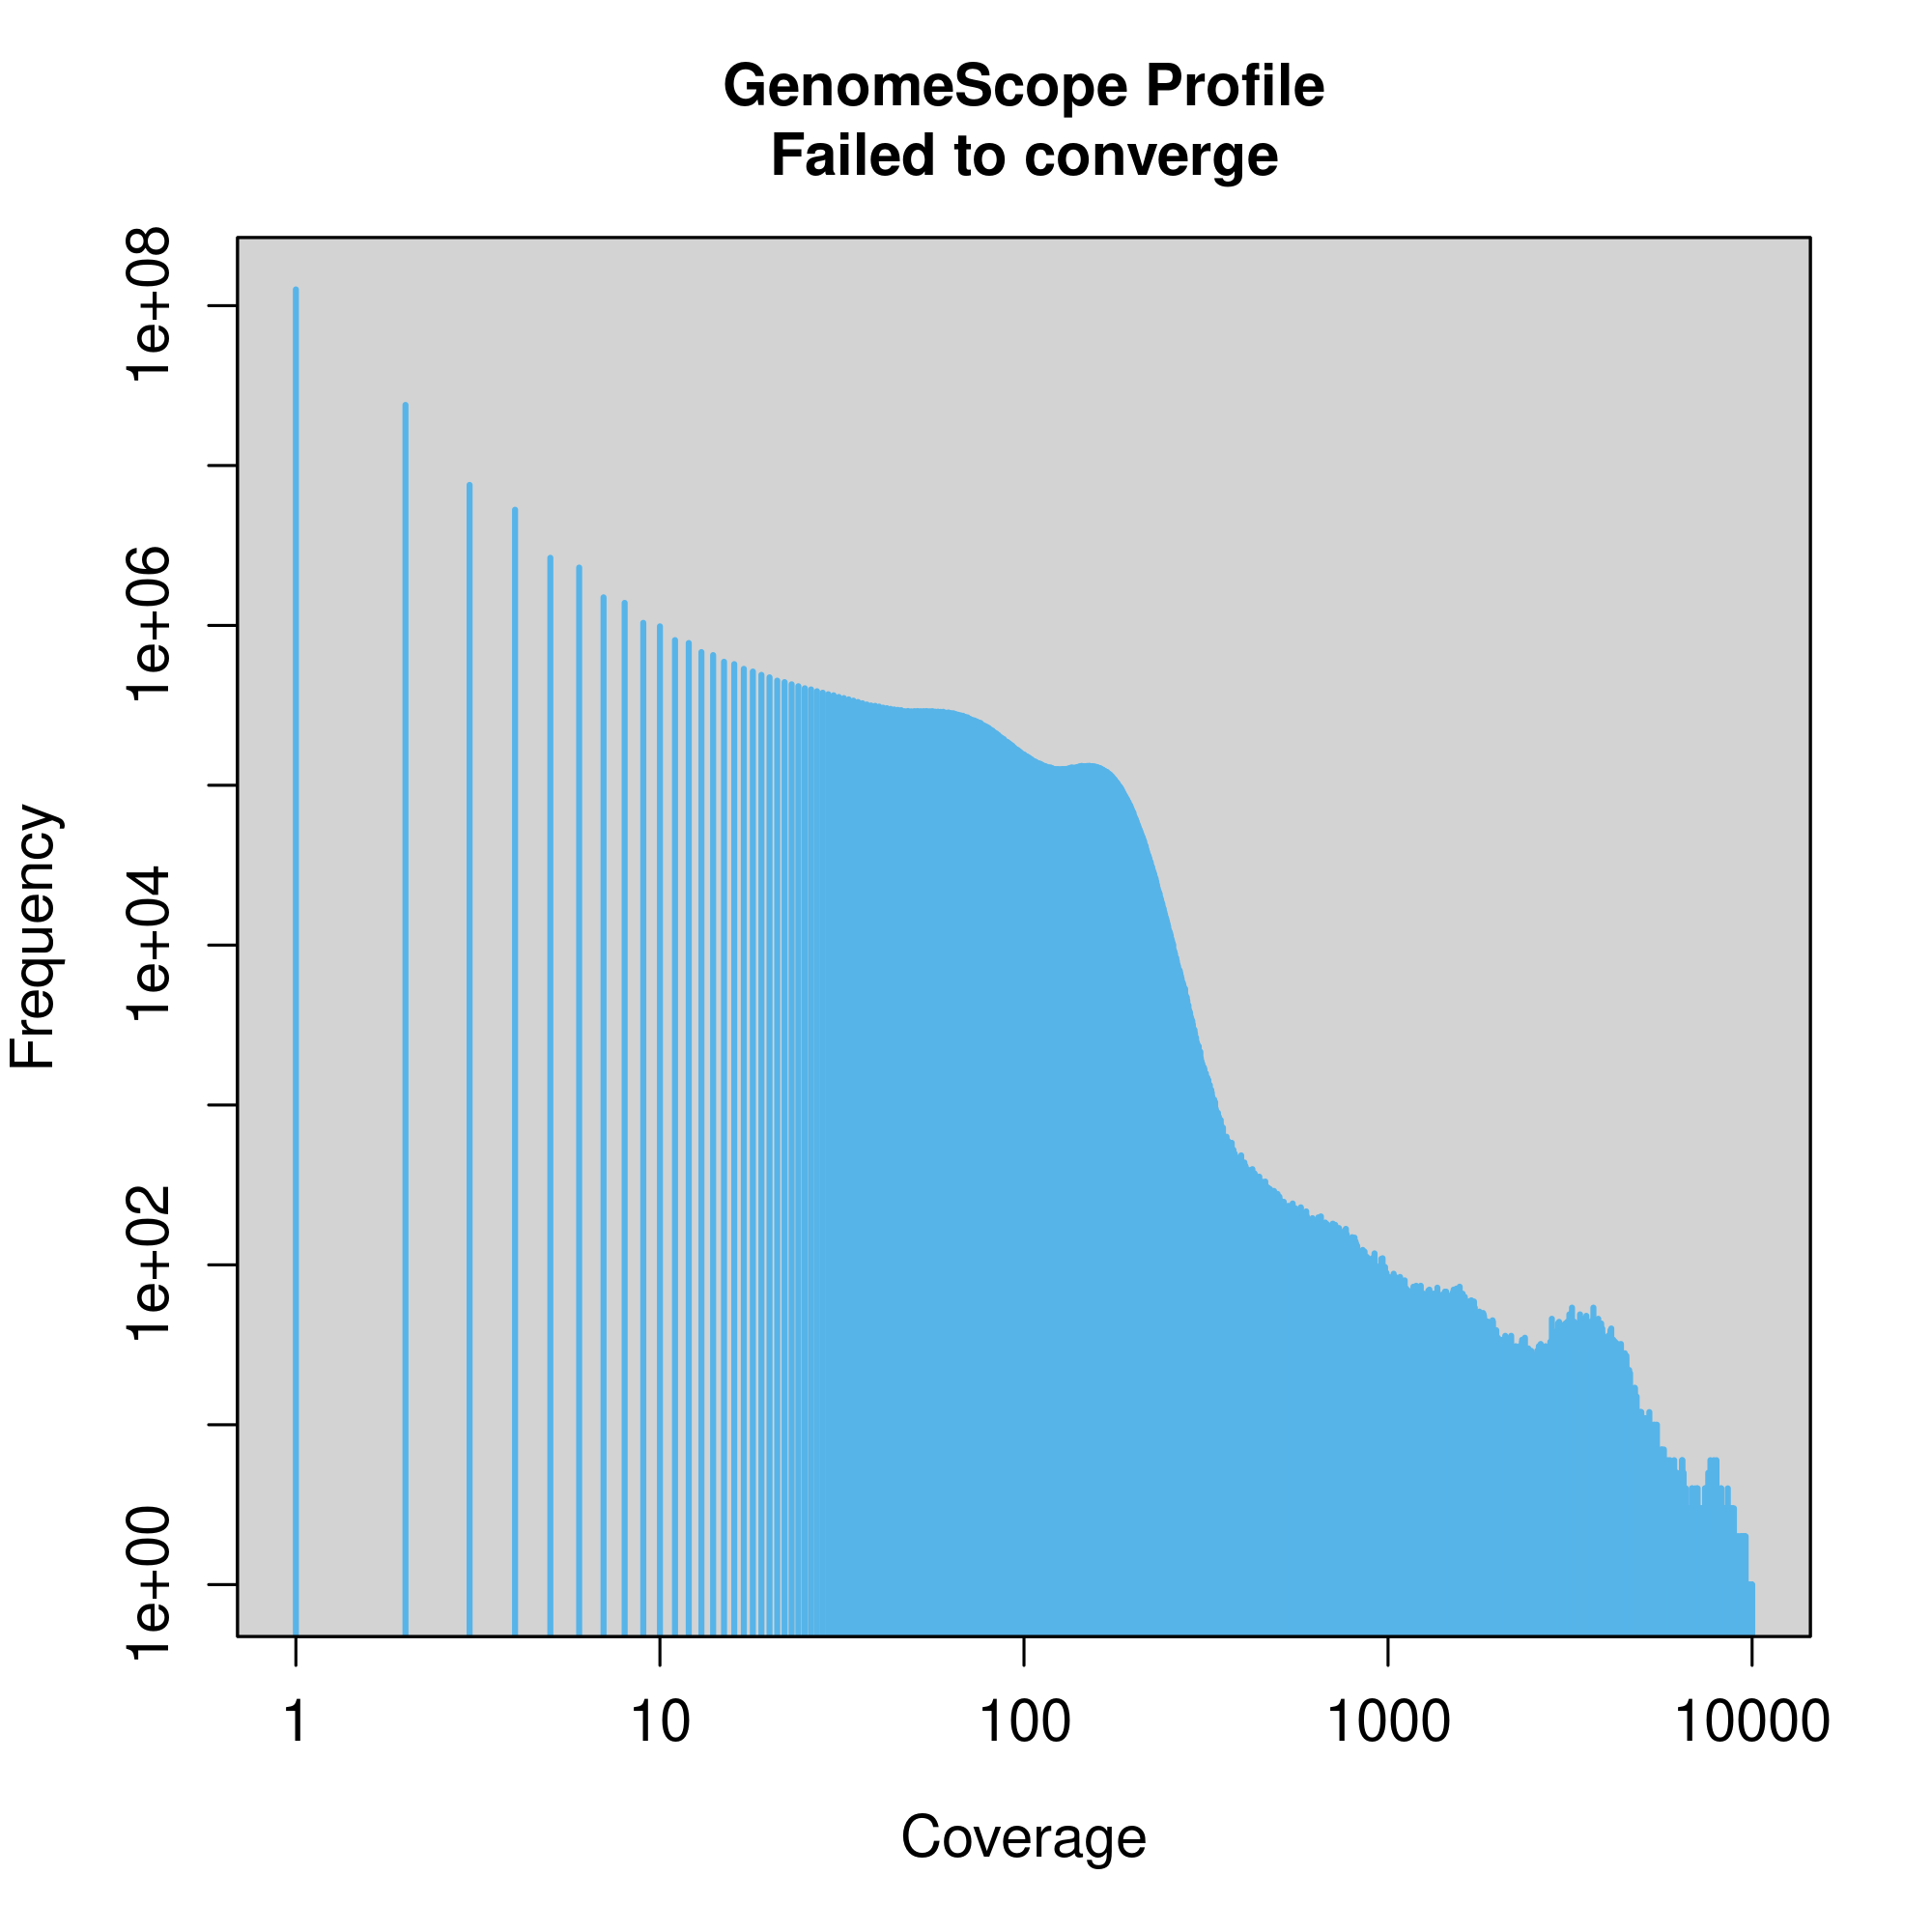 GenomeScope Profile
Failed to converge
1e+08
1e+06
1e+04
1e+02
1e+00
Frequency
1
10
100
1000
10000
Coverage